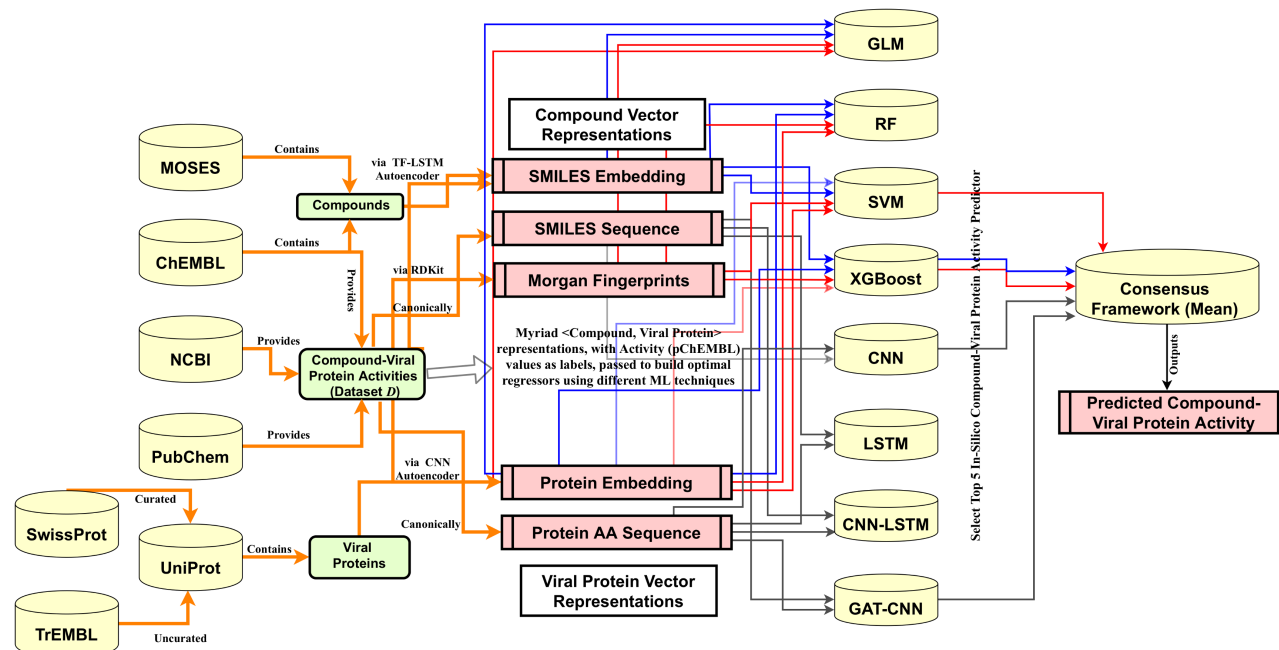 GLM
Compound Vector
Representations
RF
MOSES
Contains
via TF-LSTM
Autoencoder
SMILES Embedding
Compounds
SVM
SMILES Sequence
ChEMBL
Contains
Provides
via RDKit
Morgan Fingerprints
XGBoost
Canonically
Consensus
Framework (Mean)
Select Top 5 In-Silico Compound-Viral Protein Activity Predictor
NCBI
Provides
Compound-Viral
Protein Activities
(Dataset D)
Myriad <Compound, Viral Protein>
representations, with Activity (pChEMBL)
values as labels, passed to build optimal
regressors using different ML techniques
CNN
Outputs
Predicted Compound-
Viral Protein Activity
PubChem
Provides
LSTM
via CNN
Autoencoder
Protein Embedding
SwissProt
Curated
Canonically
Protein AA Sequence
CNN-LSTM
UniProt
Contains
Viral
Proteins
Viral Protein Vector
Representations
GAT-CNN
TrEMBL
Uncurated